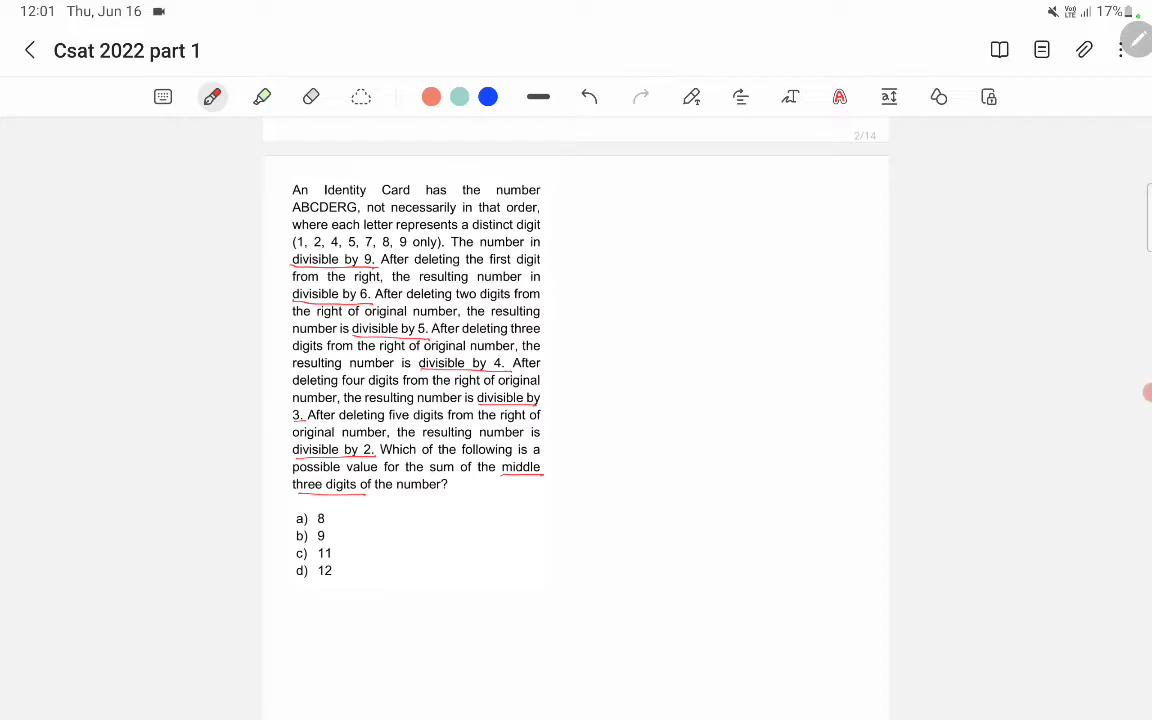 12:01 Thu, Jun 16 17%
Csat 2022 part 1
2/14
An Identity Card has the number
ABCDERG, not necessarily in that order,
where each letter represents a distinct digit
(1, 2, 4, 5, 7, 8, 9 only). The number in
divisible by 9. After deleting the first digit
from the right, the resulting number in
divisible by 6. After deleting two digits from
the right of original number, the resulting
number is divisible by 5. After deleting three
digits from the right of original number, the
resulting number is divisible by 4. After
deleting four digits from the right of original
number, the resulting number is divisible by
3. After deleting five digits from the right of
original number, the resulting number is
divisible by 2. Which of the following is a
possible value for the sum of the middle
three digits of the number?
a) 8
b) 9
c) 11
d) 12